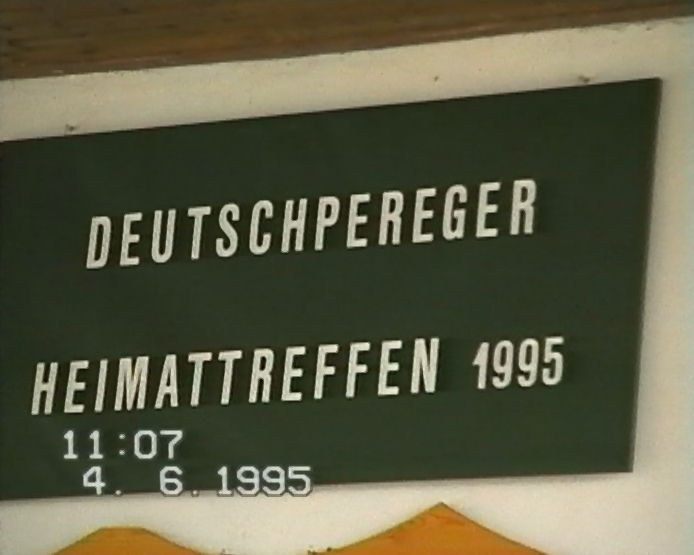 DEUTSCHPEREGER
HEIMATTREFFEN 1995
11:07
4. 6.1995